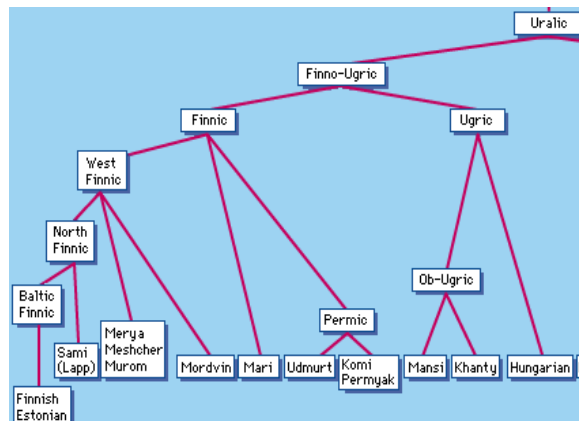 Uralic
Finno-Ugric
Finnic
Ugric
West
Finnic
North
Finnic
Ob-Ugric
Baltic
Finnic
Permic
Merya
Meshcher
Murom
Sami
(Lapp)
Mordvin
Mari
Udmurt
Komi
Permyak
Mansi
Khanty
Hungarian
Finnish
Estonian